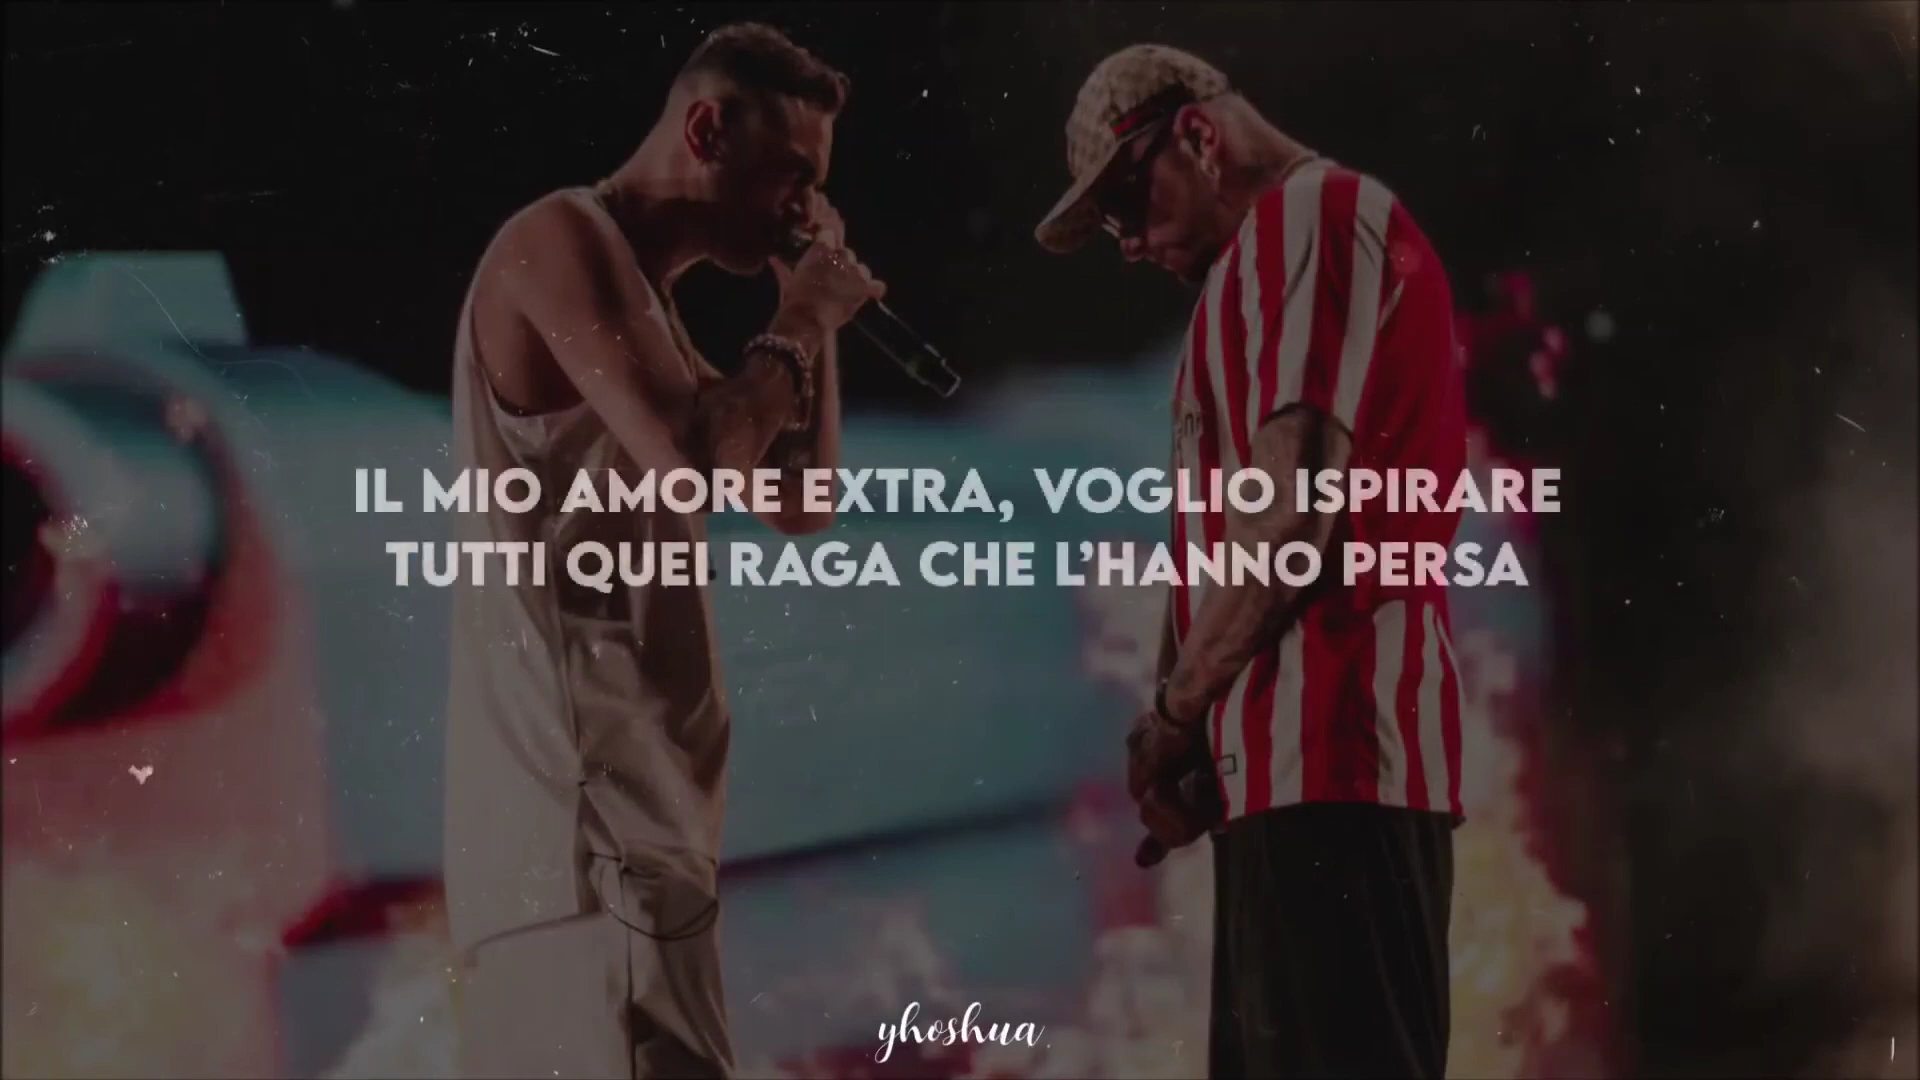 IL MIO AMORE EXTRA, VOGLIO ISPIRARE
TUTTI QUEI RAGA CHE L'HANNO PERSA
yhoshua